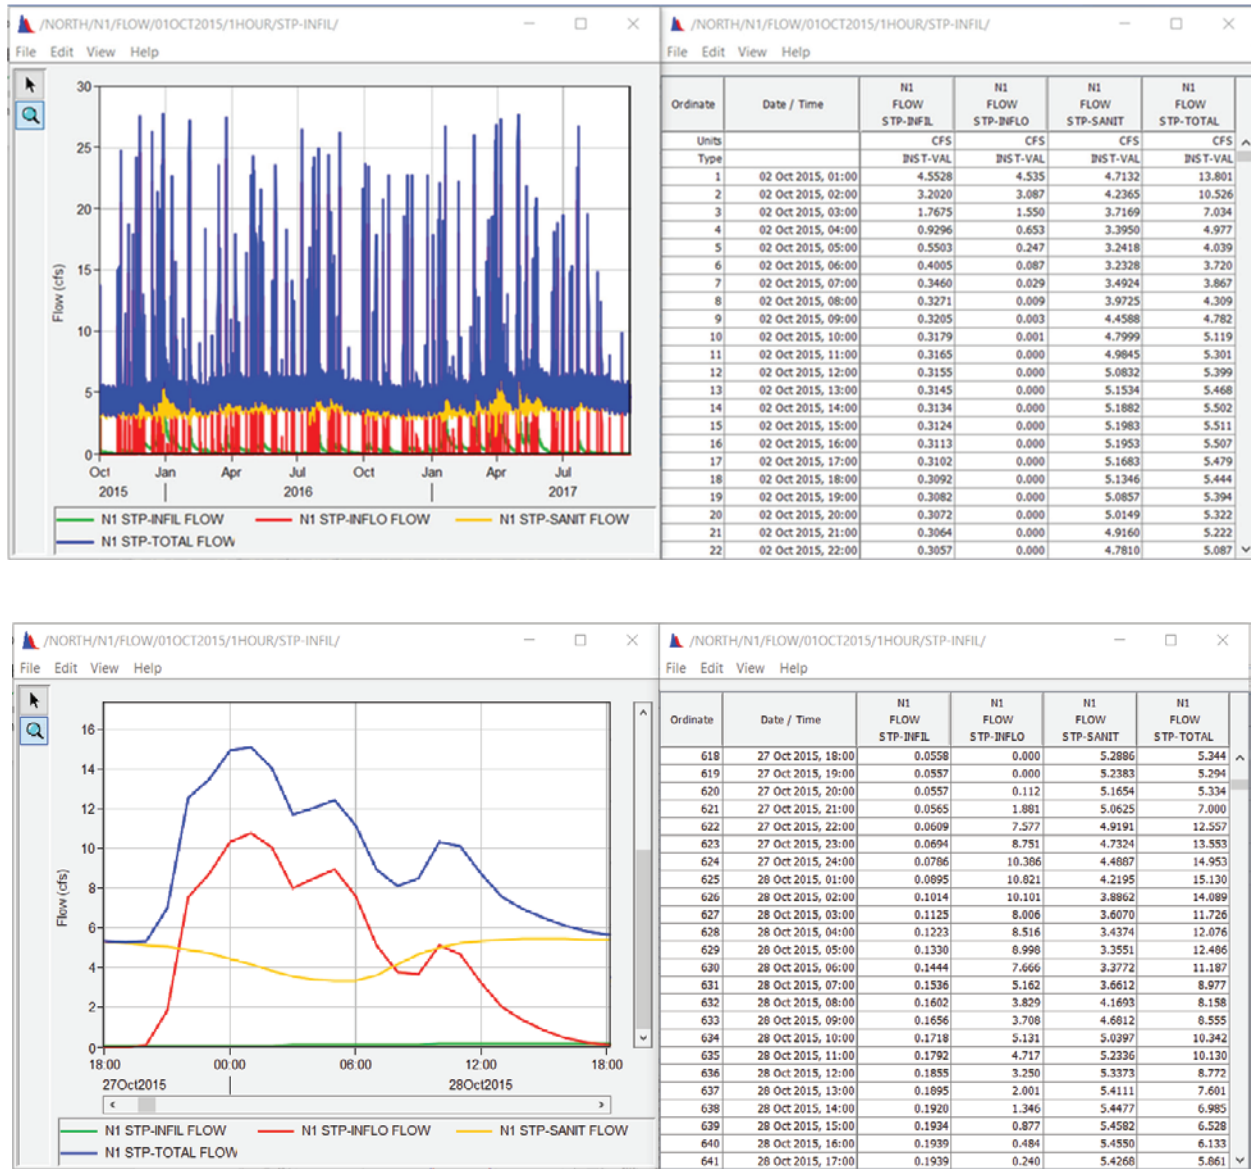 /NORTH/N1/FLOW/01OCT2015/1HOUR/STP-INFIL/
File Edit View Help
30
25
20
15
10
5
0
Flow (cfs)
Oct Jan Apr Jul Oct Jan Apr Jul
2015 2016 2017
N1 STP-INFIL FLOW N1 STP-INFLO FLOW N1 STP-SANIT FLOW
N1 STP-TOTAL FLOW
/NORTH/N1/FLOW/01OCT2015/1HOUR/STP-INFIL/
File Edit View Help
Ordinate Date / Time N1 FLOW STP-INFIL N1 FLOW STP-INFLO N1 FLOW STP-SANIT N1 FLOW STP-TOTAL
Units CFS CFS CFS CFS
Type INST-VAL INST-VAL INST-VAL INST-VAL
1 02 Oct 2015, 01:00 4.5528 4.535 4.7132 13.801
2 02 Oct 2015, 02:00 3.2020 3.087 4.2365 10.526
3 02 Oct 2015, 03:00 1.7675 1.550 3.7169 7.034
4 02 Oct 2015, 04:00 0.9296 0.653 3.3950 4.977
5 02 Oct 2015, 05:00 0.5503 0.247 3.2418 4.039
6 02 Oct 2015, 06:00 0.4005 0.087 3.2328 3.720
7 02 Oct 2015, 07:00 0.3460 0.029 3.4924 3.867
8 02 Oct 2015, 08:00 0.3271 0.009 3.9725 4.309
9 02 Oct 2015, 09:00 0.3205 0.003 4.4588 4.782
10 02 Oct 2015, 10:00 0.3179 0.001 4.7999 5.119
11 02 Oct 2015, 11:00 0.3165 0.000 4.9845 5.301
12 02 Oct 2015, 12:00 0.3155 0.000 5.0832 5.399
13 02 Oct 2015, 13:00 0.3145 0.000 5.1534 5.468
14 02 Oct 2015, 14:00 0.3134 0.000 5.1882 5.502
15 02 Oct 2015, 15:00 0.3124 0.000 5.1983 5.511
16 02 Oct 2015, 16:00 0.3113 0.000 5.1953 5.507
17 02 Oct 2015, 17:00 0.3102 0.000 5.1683 5.479
18 02 Oct 2015, 18:00 0.3092 0.000 5.1346 5.444
19 02 Oct 2015, 19:00 0.3082 0.000 5.0857 5.394
20 02 Oct 2015, 20:00 0.3072 0.000 5.0149 5.322
21 02 Oct 2015, 21:00 0.3064 0.000 4.9160 5.222
22 02 Oct 2015, 22:00 0.3057 0.000 4.7810 5.087
/NORTH/N1/FLOW/01OCT2015/1HOUR/STP-INFIL/
File Edit View Help
16
14
12
10
8
6
4
2
0
Flow (cfs)
18:00 00:00 06:00 12:00 18:00
27Oct2015 28Oct2015
N1 STP-INFIL FLOW N1 STP-INFLO FLOW N1 STP-SANIT FLOW
N1 STP-TOTAL FLOW
/NORTH/N1/FLOW/01OCT2015/1HOUR/STP-INFIL/
File Edit View Help
Ordinate Date / Time N1 FLOW STP-INFIL N1 FLOW STP-INFLO N1 FLOW STP-SANIT N1 FLOW STP-TOTAL
618 27 Oct 2015, 18:00 0.0558 0.000 5.2886 5.344
619 27 Oct 2015, 19:00 0.0557 0.000 5.2383 5.294
620 27 Oct 2015, 20:00 0.0557 0.112 5.1654 5.334
621 27 Oct 2015, 21:00 0.0565 1.881 5.0625 7.000
622 27 Oct 2015, 22:00 0.0609 7.577 4.9191 12.557
623 27 Oct 2015, 23:00 0.0694 8.751 4.7324 13.553
624 27 Oct 2015, 24:00 0.0786 10.386 4.4887 14.953
625 28 Oct 2015, 01:00 0.0895 10.821 4.2195 15.130
626 28 Oct 2015, 02:00 0.1014 10.101 3.8862 14.089
627 28 Oct 2015, 03:00 0.1125 8.006 3.6070 11.726
628 28 Oct 2015, 04:00 0.1223 8.516 3.4374 12.076
629 28 Oct 2015, 05:00 0.1330 8.998 3.3551 12.486
630 28 Oct 2015, 06:00 0.1444 7.666 3.3772 11.187
631 28 Oct 2015, 07:00 0.1536 5.162 3.6612 8.977
632 28 Oct 2015, 08:00 0.1602 3.829 4.1693 8.158
633 28 Oct 2015, 09:00 0.1656 3.708 4.6812 8.555
634 28 Oct 2015, 10:00 0.1718 5.131 5.0397 10.342
635 28 Oct 2015, 11:00 0.1792 4.717 5.2336 10.130
636 28 Oct 2015, 12:00 0.1855 3.250 5.3373 8.772
637 28 Oct 2015, 13:00 0.1895 2.001 5.4111 7.601
638 28 Oct 2015, 14:00 0.1920 1.346 5.4477 6.985
639 28 Oct 2015, 15:00 0.1934 0.877 5.4582 6.528
640 28 Oct 2015, 16:00 0.1939 0.484 5.4550 6.133
641 28 Oct 2015, 17:00 0.1939 0.240 5.4268 5.861